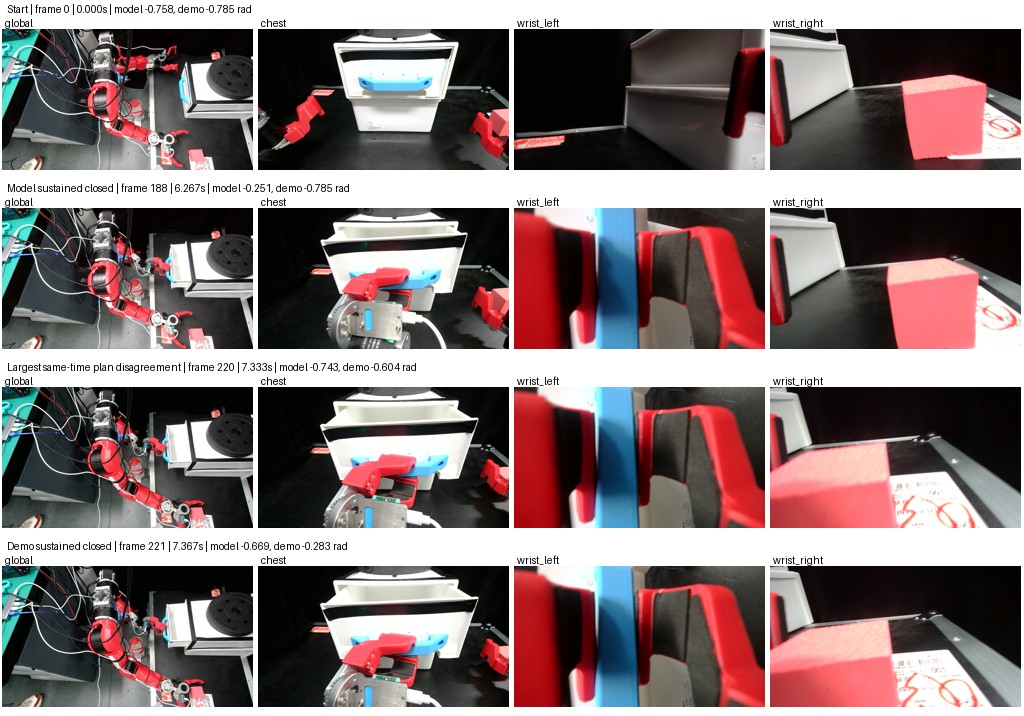 Start | frame 0 | 0.000s | model -0.758, demo -0.785 rad
global
chest
wrist_left
wrist_right
Model sustained closed | frame 188 | 6.267s | model -0.251, demo -0.785 rad
global
chest
wrist_left
wrist_right
Largest same-time plan disagreement | frame 220 | 7.333s | model -0.743, demo -0.604 rad
global
chest
wrist_left
wrist_right
Demo sustained closed | frame 221 | 7.367s | model -0.669, demo -0.283 rad
global
chest
wrist_left
wrist_right